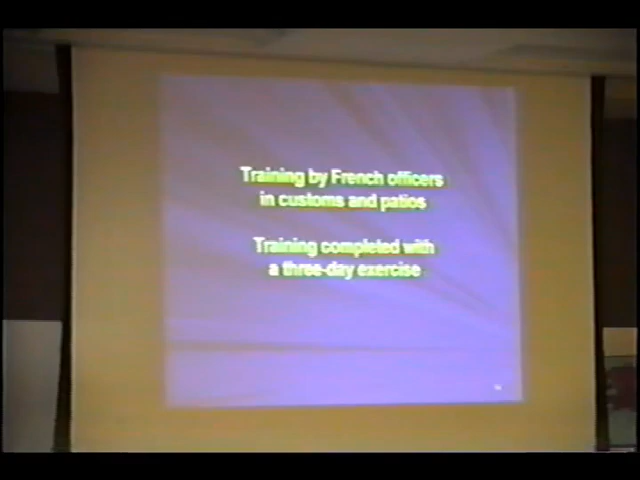 Training by French officers
in customs and patios
Training completed with
a three-day exercise